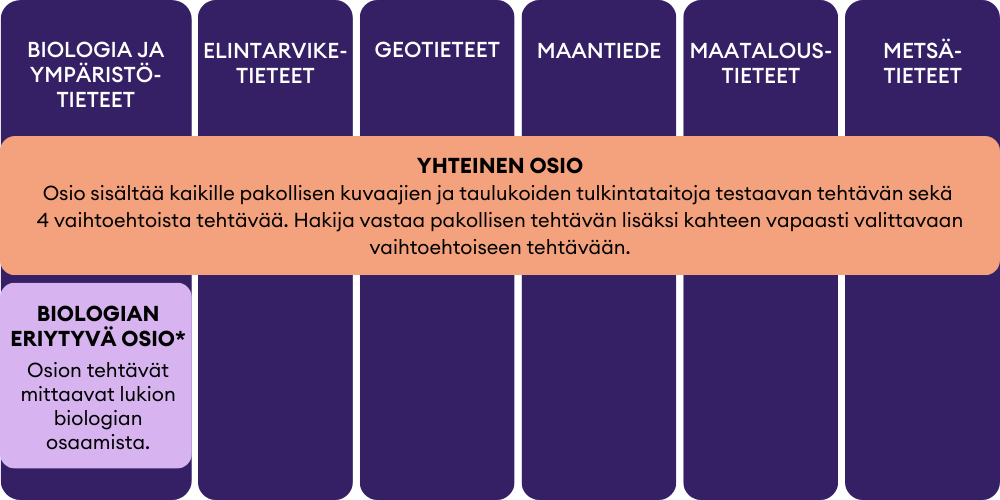 BIOLOGIA JA
YMPÄRISTÖ-
TIETEET
ELINTARVIKE-
TIETEET
GEOTIETEET
MAANTIEDE
MAATALOUS-
TIETEET
METSÄ-
TIETEET
YHTEINEN OSIO
Osio sisältää kaikille pakollisen kuvaajien ja taulukoiden tulkintataitoja testaavan tehtävän sekä
4 vaihtoehtoista tehtävää. Hakija vastaa pakollisen tehtävän lisäksi kahteen vapaasti valittavaan
vaihtoehtoiseen tehtävään.
BIOLOGIAN
ERIYTYVÄ OSIO*
Osion tehtävät
mittaavat lukion
biologian
osaamista.